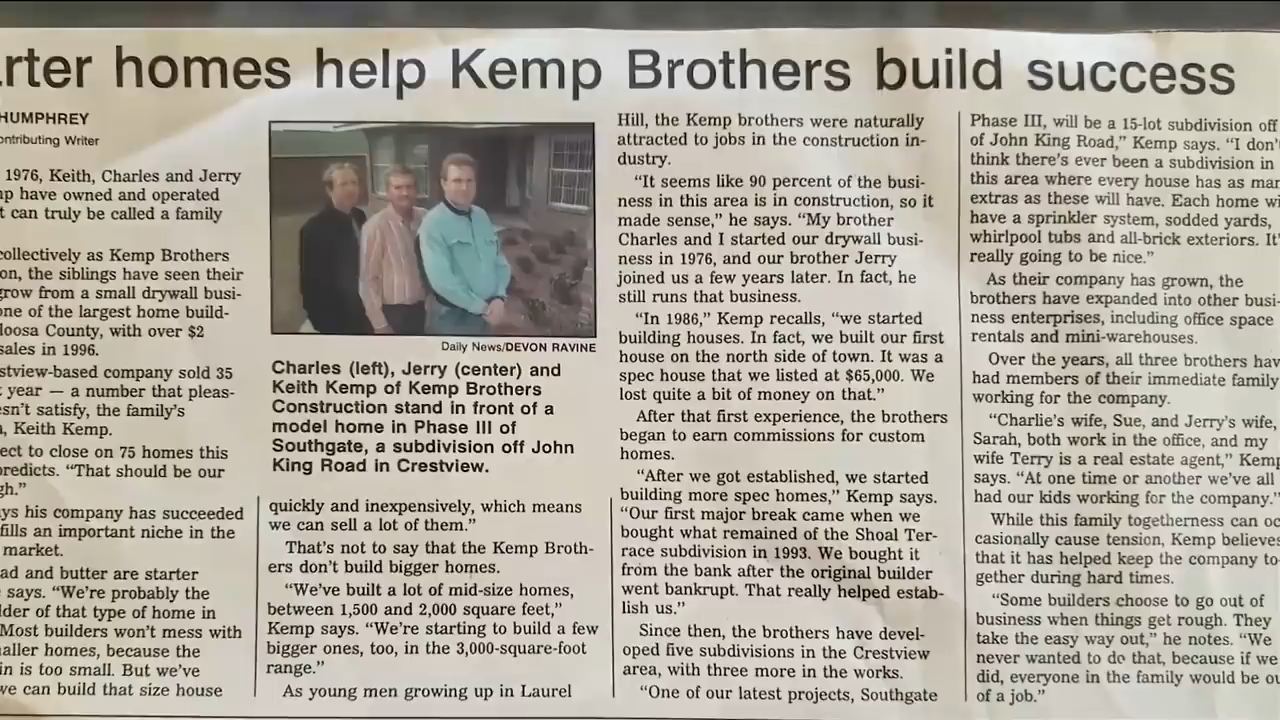 rter homes help Kemp Brothers build success
HUMPHREY
ontributing Writer
1976, Keith, Charles and Jerry
p have owned and operated
t can truly be called a family
collectively as Kemp Brothers
on, the siblings have seen their
grow from a small drywall busi-
one of the largest home build-
loosa County, with over $2
sales in 1996.
stview-based company sold 35
year — a number that pleas-
sn't satisfy, the family's
, Keith Kemp.
ect to close on 75 homes this
predicts. "That should be our
gh."
ys his company has succeeded
fills an important niche in the
market.
ad and butter are starter
says. "We're probably the
lder of that type of home in
Most builders won't mess with
aller homes, because the
in is too small. But we've
we can build that size house
Daily News/DEVON RAVINE
Charles (left), Jerry (center) and
Keith Kemp of Kemp Brothers
Construction stand in front of a
model home in Phase III of
Southgate, a subdivision off John
King Road in Crestview.
quickly and inexpensively, which means
we can sell a lot of them."
That's not to say that the Kemp Broth-
ers don't build bigger homes.
"We've built a lot of mid-size homes,
between 1,500 and 2,000 square feet,"
Kemp says. "We're starting to build a few
bigger ones, too, in the 3,000-square-foot
range."
As young men growing up in Laurel
Hill, the Kemp brothers were naturally
attracted to jobs in the construction in-
dustry.
"It seems like 90 percent of the busi-
ness in this area is in construction, so it
made sense," he says. "My brother
Charles and I started our drywall busi-
ness in 1976, and our brother Jerry
joined us a few years later. In fact, he
still runs that business.
"In 1986," Kemp recalls, "we started
building houses. In fact, we built our first
house on the north side of town. It was a
spec house that we listed at $65,000. We
lost quite a bit of money on that."
After that first experience, the brothers
began to earn commissions for custom
homes.
"After we got established, we started
building more spec homes," Kemp says.
"Our first major break came when we
bought what remained of the Shoal Ter-
race subdivision in 1993. We bought it
from the bank after the original builder
went bankrupt. That really helped estab-
lish us."
Since then, the brothers have devel-
oped five subdivisions in the Crestview
area, with three more in the works.
"One of our latest projects, Southgate
Phase III, will be a 15-lot subdivision off
of John King Road," Kemp says. "I don'
think there's ever been a subdivision in
this area where every house has as man
extras as these will have. Each home wi
have a sprinkler system, sodded yards,
whirlpool tubs and all-brick exteriors. It'
really going to be nice."
As their company has grown, the
brothers have expanded into other busi-
ness enterprises, including office space
rentals and mini-warehouses.
Over the years, all three brothers hav
had members of their immediate family
working for the company.
"Charlie's wife, Sue, and Jerry's wife,
Sarah, both work in the office, and my
wife Terry is a real estate agent," Kemp
says. "At one time or another we've all
had our kids working for the company."
While this family togetherness can oc
casionally cause tension, Kemp believes
that it has helped keep the company to-
gether during hard times.
"Some builders choose to go out of
business when things get rough. They
take the easy way out," he notes. "We
never wanted to do that, because if we
did, everyone in the family would be ou
of a job."